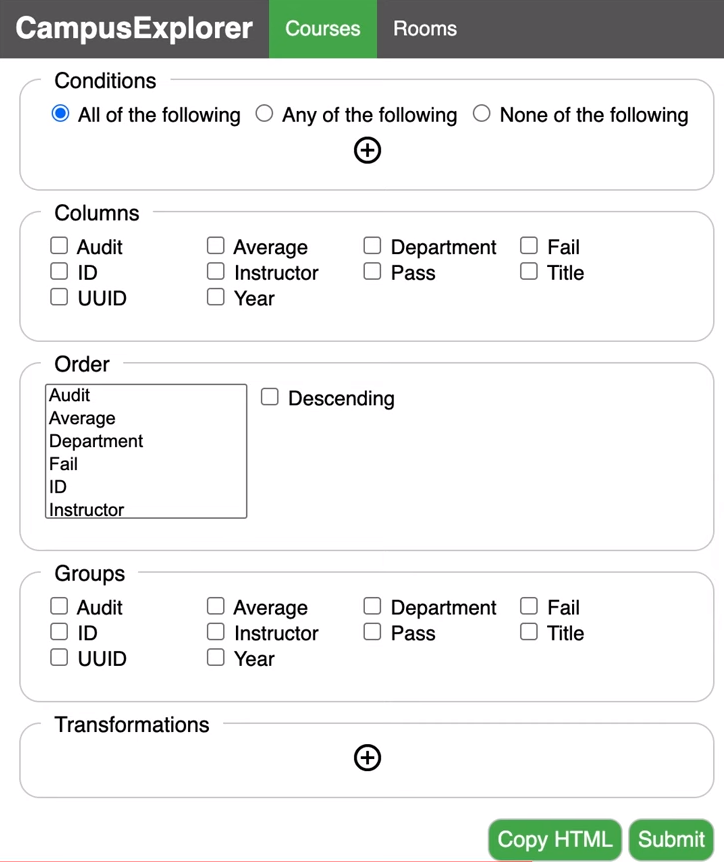 CampusExplorer Courses Rooms
Conditions
All of the following Any of the following None of the following
Columns
Audit Average Department Fail
ID Instructor Pass Title
UUID Year
Order
Audit
Average
Department
Fail
ID
Instructor
Descending
Groups
Audit Average Department Fail
ID Instructor Pass Title
UUID Year
Transformations
Copy HTML Submit